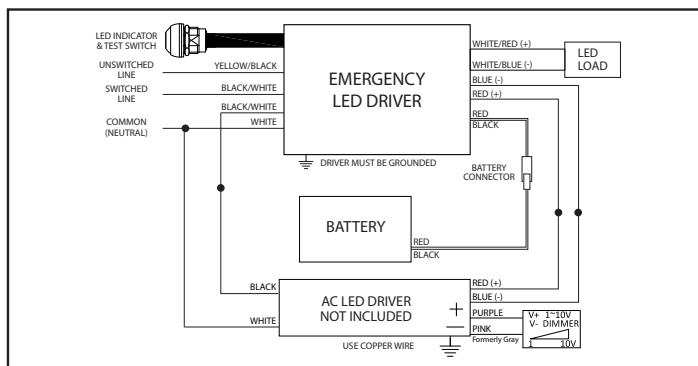 LED INDICATOR
& TEST SWITCH
UNSWITCHED
LINE
YELLOW/BLACK
SWITCHED
LINE
BLACK/WHITE
BLACK/WHITE
COMMON
(NEUTRAL)
WHITE
EMERGENCY
LED DRIVER
DRIVER MUST BE GROUNDED
WHITE/RED (+)
WHITE/BLUE (-)
LED
LOAD
BLUE (-)
RED (+)
RED
BLACK
BATTERY
CONNECTOR
BATTERY
RED
BLACK
BLACK
WHITE
AC LED DRIVER
NOT INCLUDED
+
−
USE COPPER WIRE
RED (+)
BLUE (-)
PURPLE
PINK
Formerly Gray
V+ 1~10V
V- DIMMER
1 10V